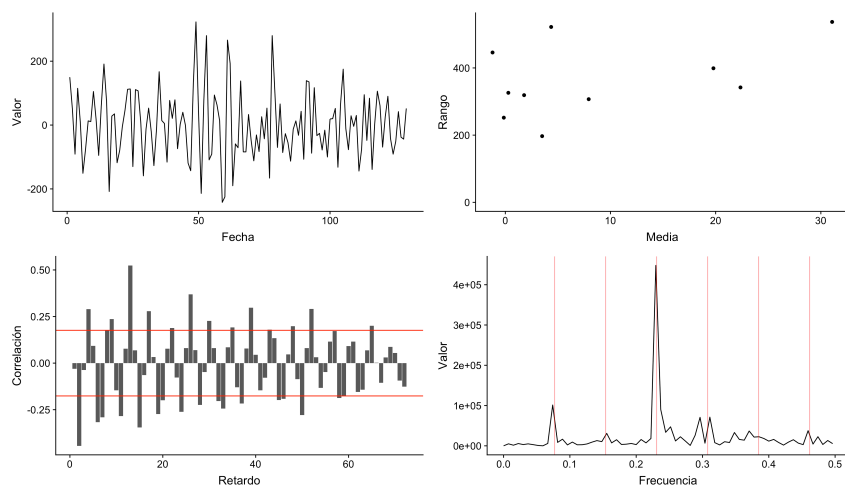 Valor
200
0
-200
0
50
100
Fecha
Rango
400
200
0
0
10
20
30
Media
Correlación
0.50
0.25
0.00
-0.25
0
20
40
60
Retardo
Valor
4e+05
3e+05
2e+05
1e+05
0e+00
0.0
0.1
0.2
0.3
0.4
0.5
Frecuencia